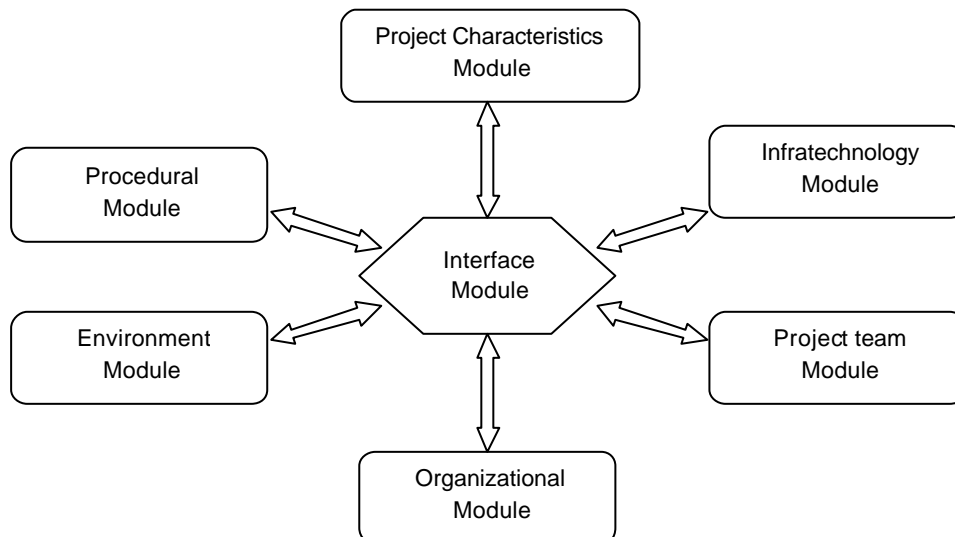 Project Characteristics
Module
Infratechnology
Module
Procedural
Module
Interface
Module
Environment
Module
Project team
Module
Organizational
Module